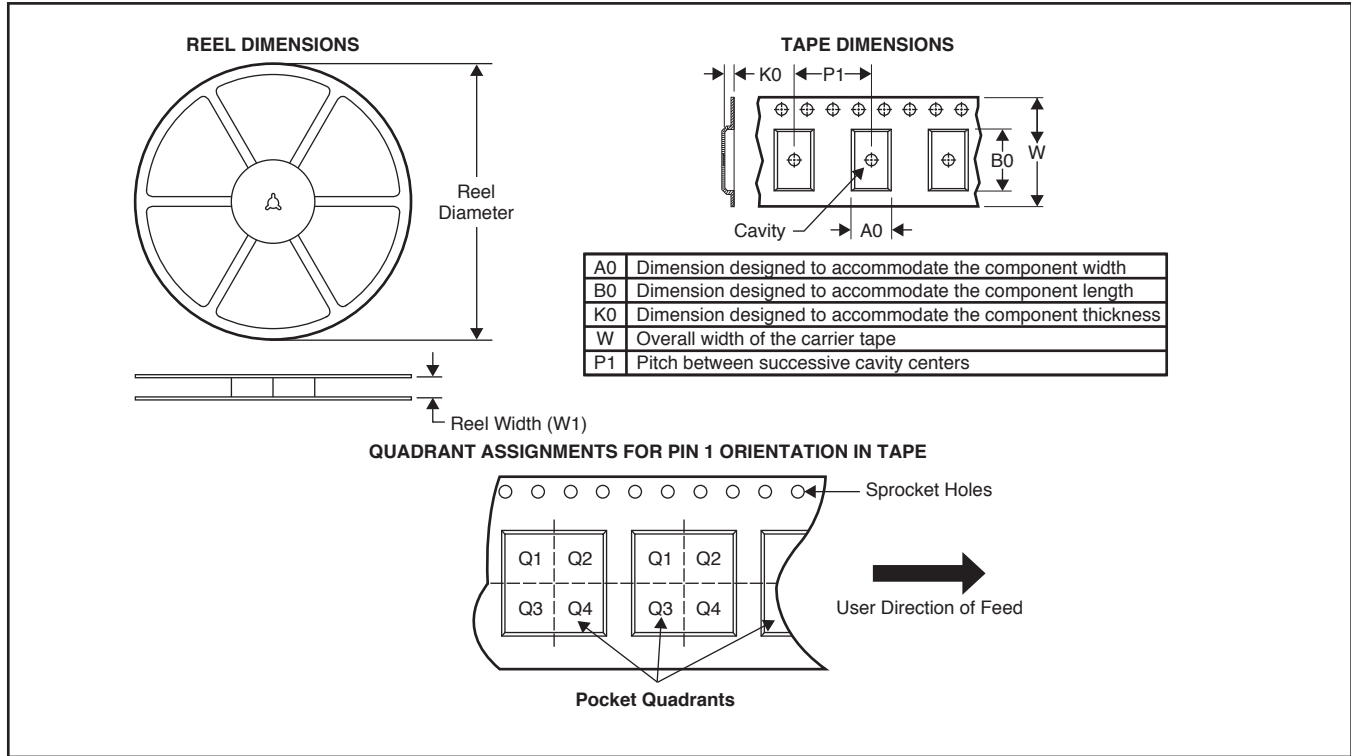 REEL DIMENSIONS
Reel
Diameter
Reel Width (W1)
TAPE DIMENSIONS
K0
P1
B0
W
Cavity
A0
A0 Dimension designed to accommodate the component width
B0 Dimension designed to accommodate the component length
K0 Dimension designed to accommodate the component thickness
W Overall width of the carrier tape
P1 Pitch between successive cavity centers
QUADRANT ASSIGNMENTS FOR PIN 1 ORIENTATION IN TAPE
Sprocket Holes
Q1 Q2 Q1 Q2
Q3 Q4 Q3 Q4
User Direction of Feed
Pocket Quadrants